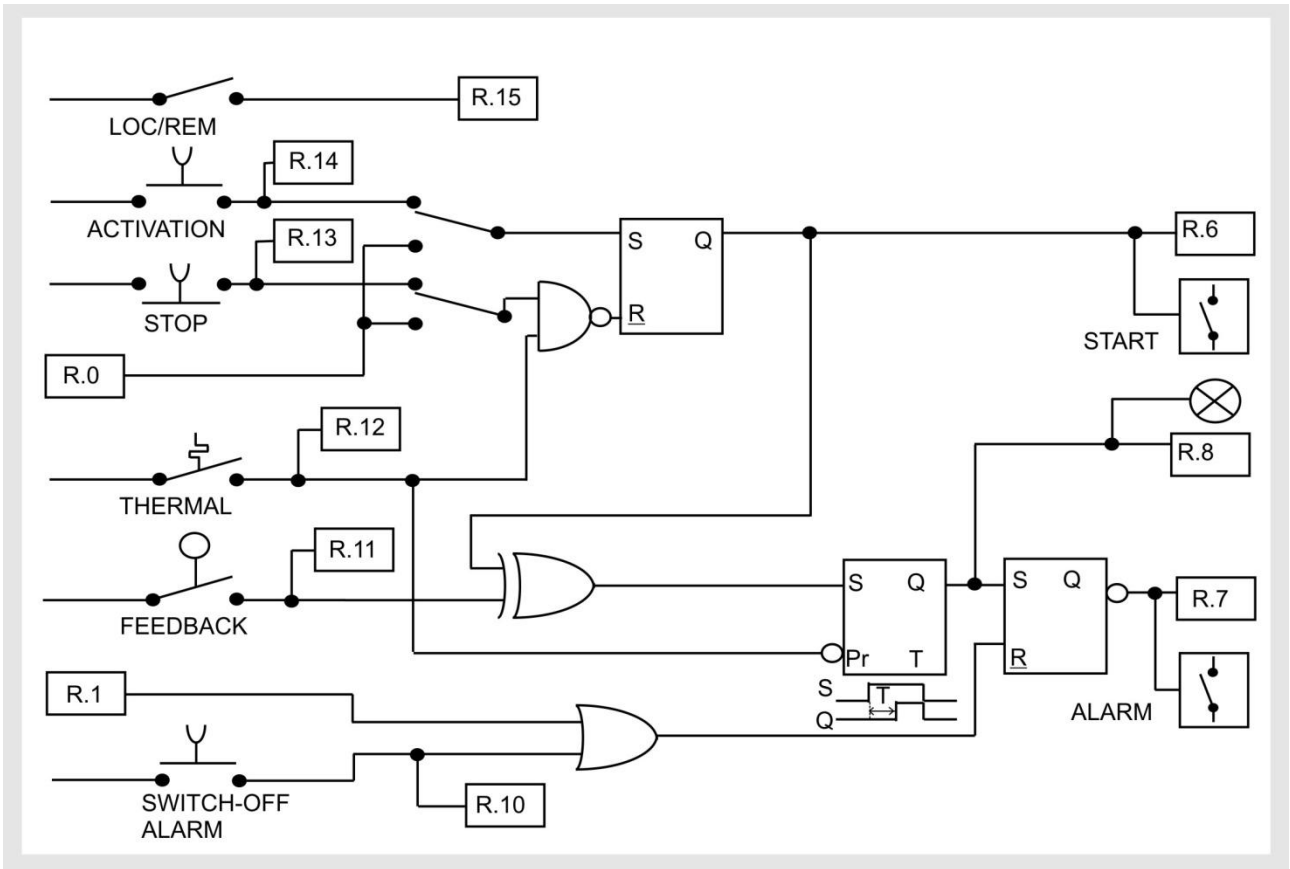 R.15
LOC/REM
R.14
ACTIVATION
R.13
STOP
R.0
S Q
R
R.6
START
R.12
THERMAL
R.8
R.11
FEEDBACK
S Q
Pr T
S Q
R
R.7
S T
Q
ALARM
R.1
SWITCH-OFF
ALARM
R.10